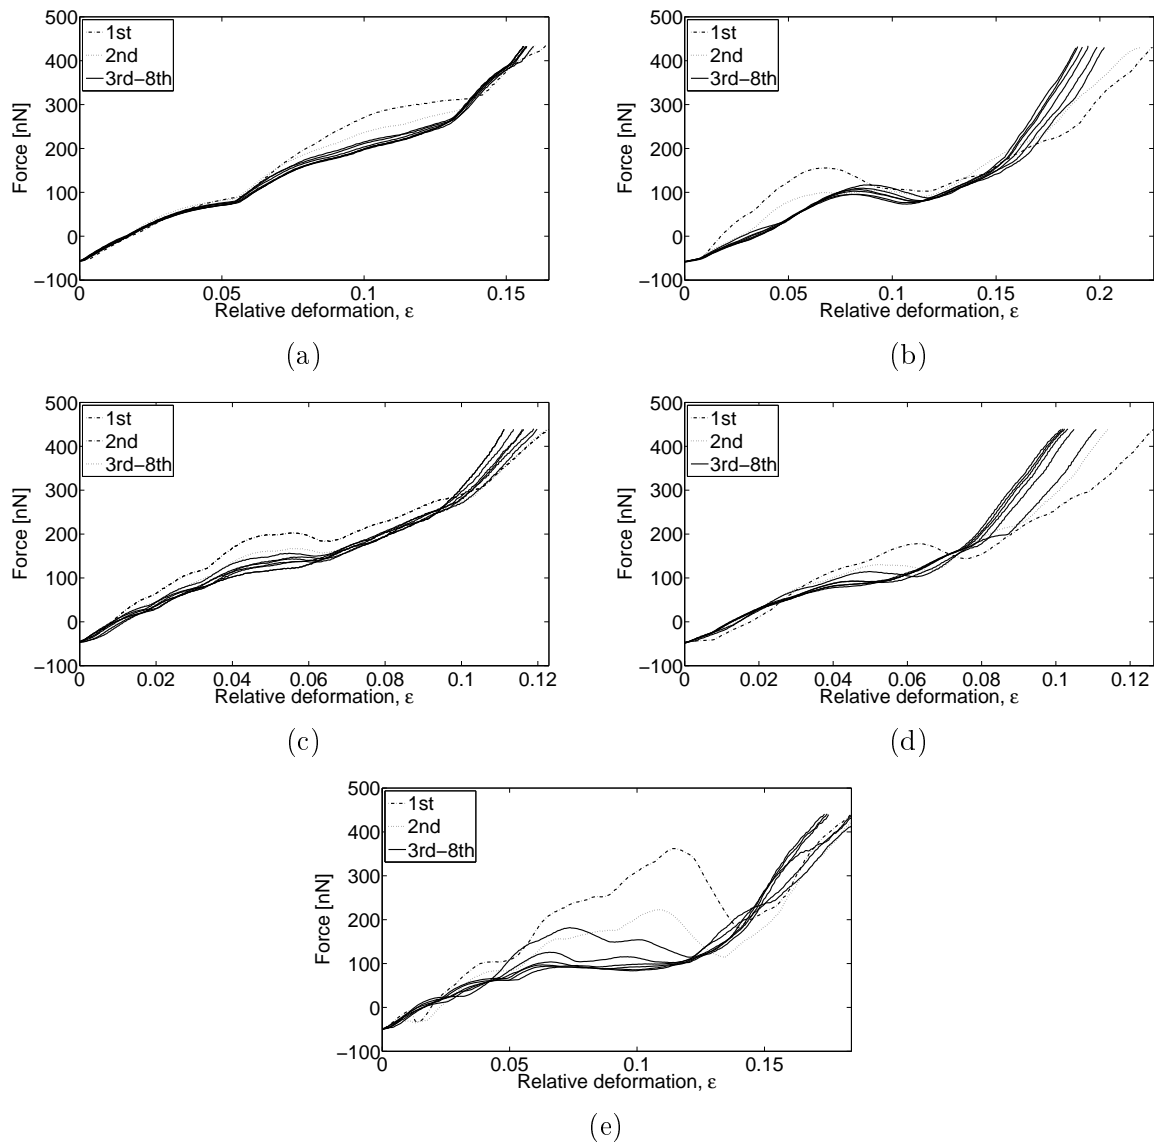 500
400
300
200
100
0
−100
Force [nN]
1st
2nd
3rd−8th
0 0.05 0.1 0.15
Relative deformation, ε
(a)
500
400
300
200
100
0
−100
Force [nN]
1st
2nd
3rd−8th
0 0.05 0.1 0.15 0.2
Relative deformation, ε
(b)
500
400
300
200
100
0
−100
Force [nN]
1st
2nd
3rd−8th
0 0.02 0.04 0.06 0.08 0.1 0.12
Relative deformation, ε
(c)
500
400
300
200
100
0
−100
Force [nN]
1st
2nd
3rd−8th
0 0.02 0.04 0.06 0.08 0.1 0.12
Relative deformation, ε
(d)
500
400
300
200
100
0
−100
Force [nN]
1st
2nd
3rd−8th
0 0.05 0.1 0.15
Relative deformation, ε
(e)